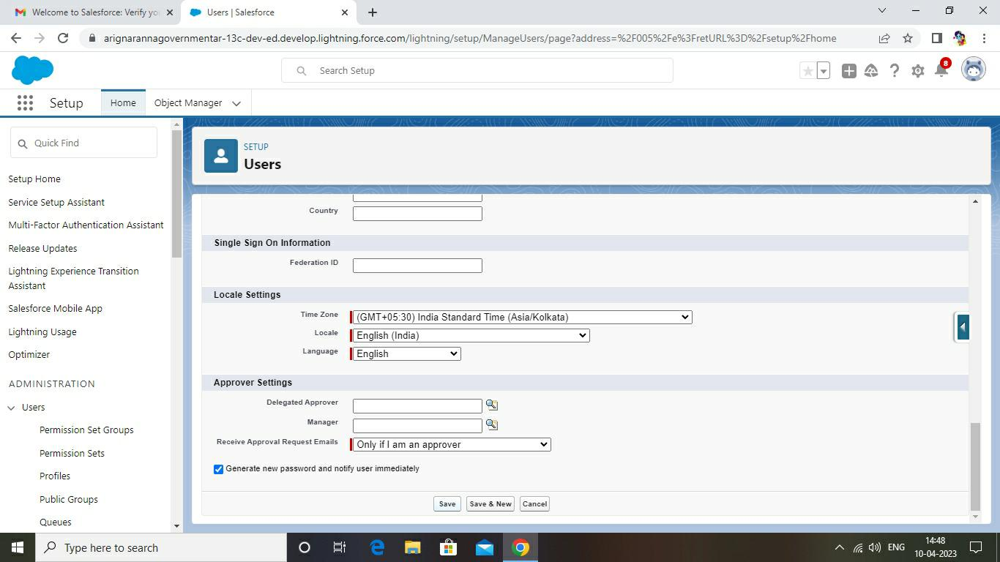 Welcome to Salesforce: Verify yo
Users | Salesforce
arignarannagovernmentar-13c-dev-ed.develop.lightning.force.com/lightning/setup/ManageUsers/page?address=%2F005%2Fe%3FretURL%3D%2Fsetup%2Fhome
Search Setup
8
Setup
Home
Object Manager
Quick Find
Setup Home
Service Setup Assistant
Multi-Factor Authentication Assistant
Release Updates
Lightning Experience Transition
Assistant
Salesforce Mobile App
Lightning Usage
Optimizer
ADMINISTRATION
Users
Permission Set Groups
Permission Sets
Profiles
Public Groups
Queues
SETUP
Users
Country
Single Sign On Information
Federation ID
Locale Settings
Time Zone (GMT+05:30) India Standard Time (Asia/Kolkata)
Locale English (India)
Language English
Approver Settings
Delegated Approver
Manager
Receive Approval Request Emails Only if I am an approver
Generate new password and notify user immediately
Save Save & New Cancel
Type here to search
ENG
14:48
10-04-2023